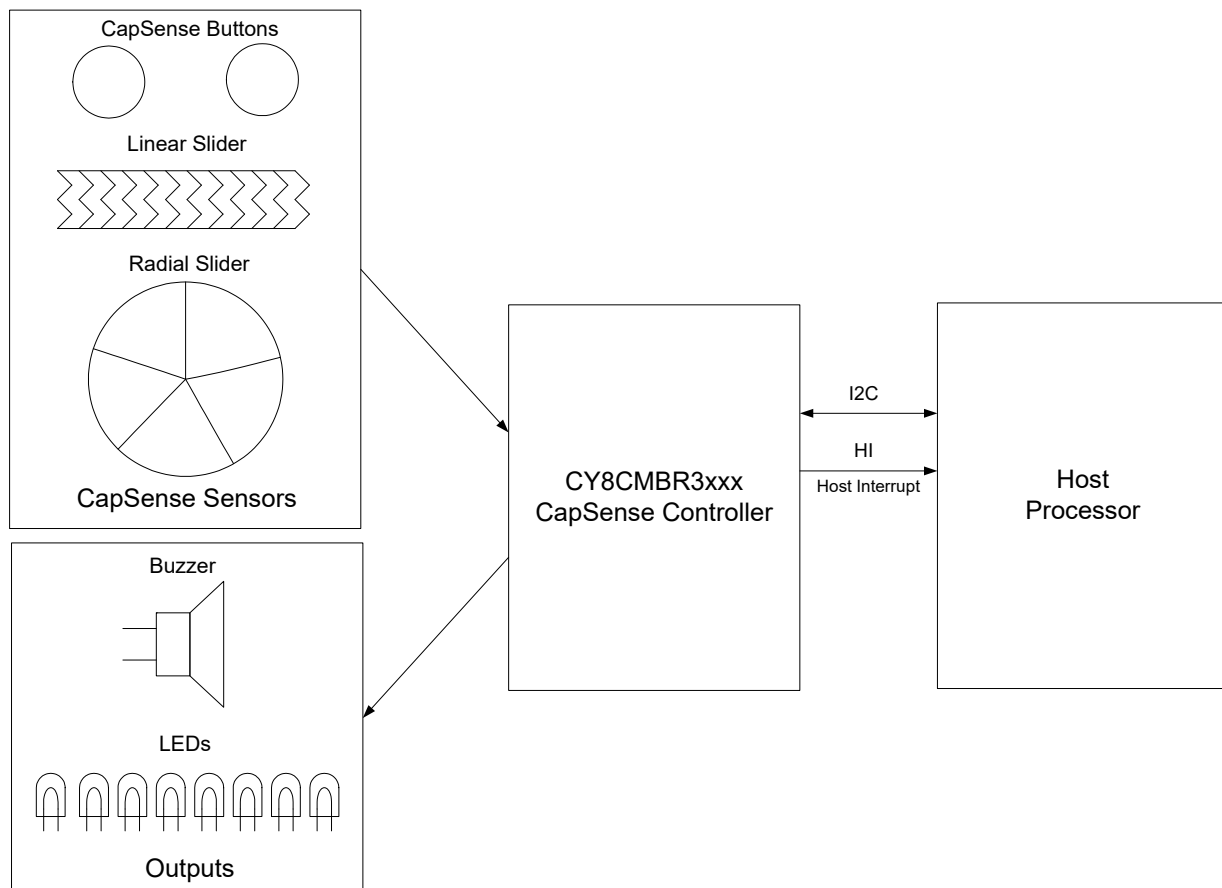 CapSense Buttons
Linear Slider
Radial Slider
CapSense Sensors
Buzzer
LEDs
Outputs
CY8CMBR3xxx
CapSense Controller
I2C
HI
Host Interrupt
Host
Processor